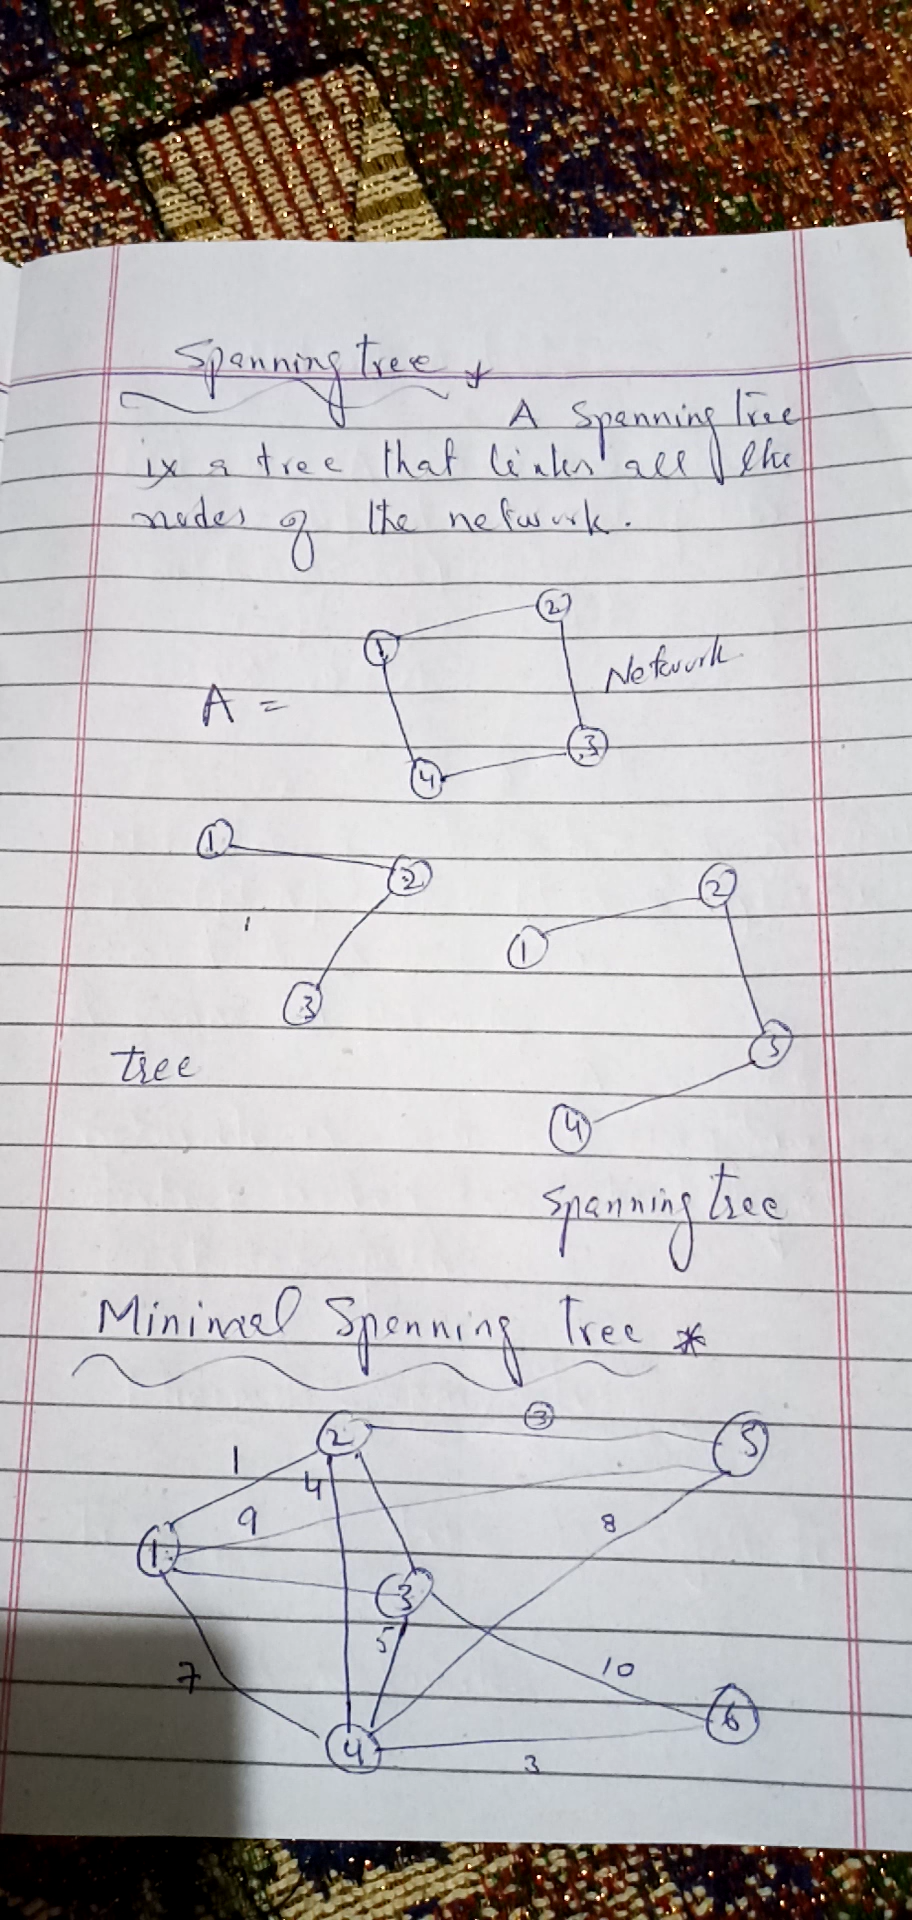 Spanning tree *
A Spanning Tree
is a tree that links all the
nodes of the network.
1 2
A = Network
4 3
1 2 2
1
3 3
tree
4
Spanning tree
Minimal Spanning Tree *
2 3 5
1 4
9 8
1 3
5
7 10
6
4 3